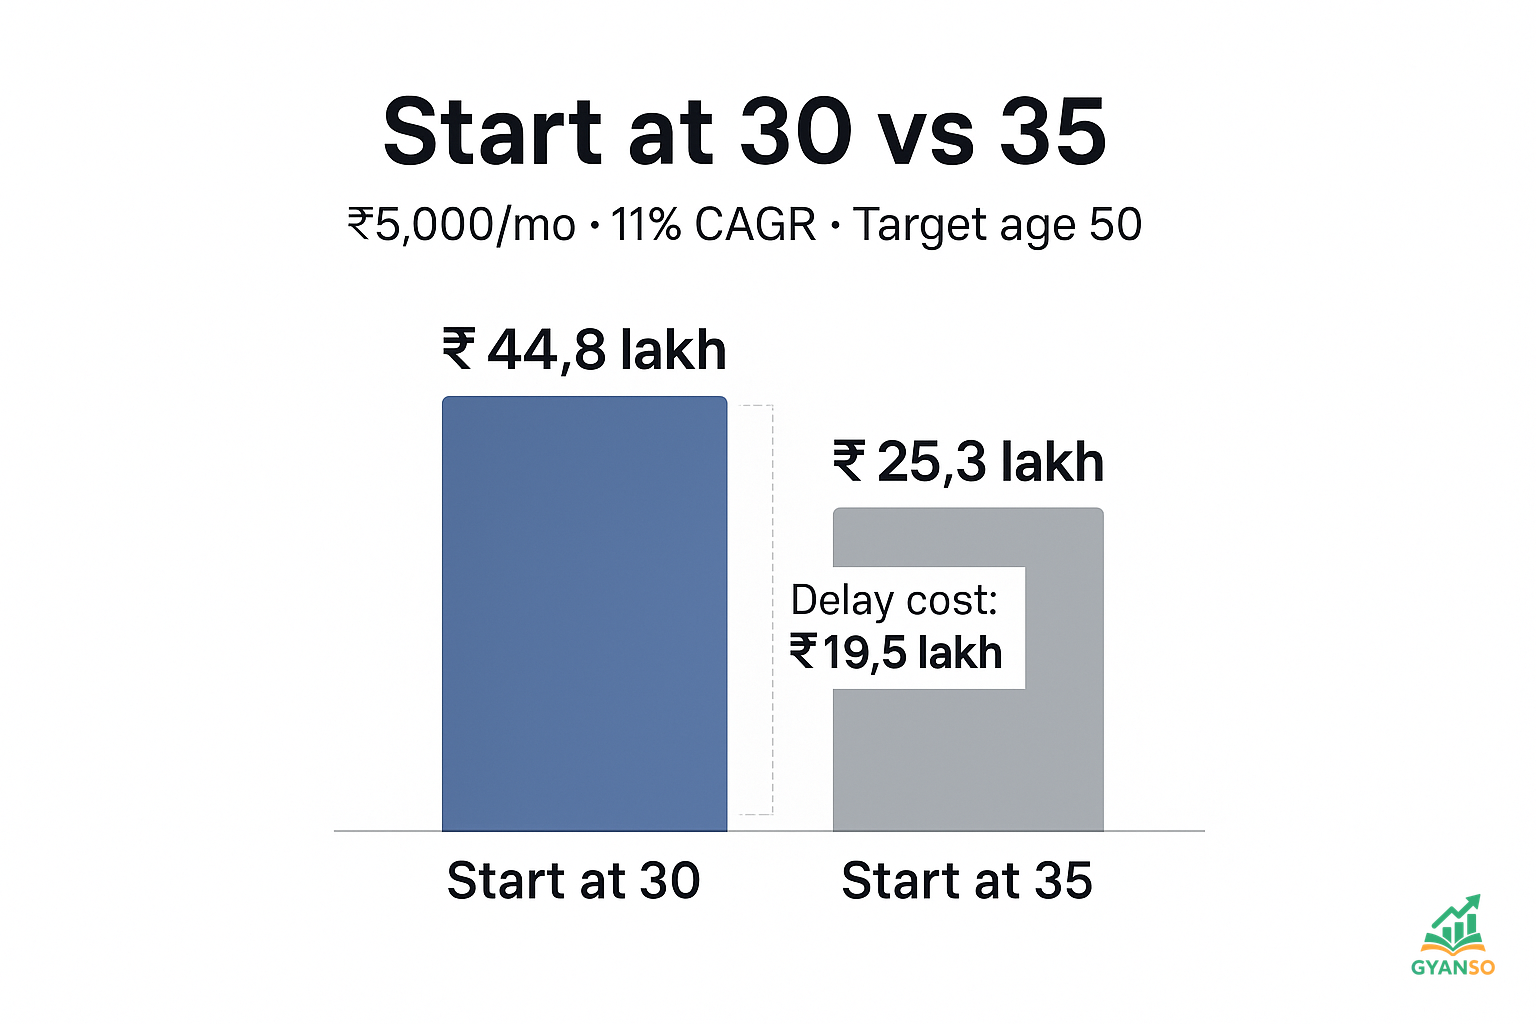 Start at 30 vs 35
₹5,000/mo · 11% CAGR · Target age 50
₹ 44,8 lakh
₹ 25,3 lakh
Delay cost:
₹19,5 lakh
Start at 30
Start at 35
GYANSO